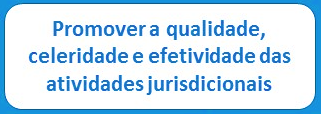 Promover a qualidade,
celeridade e efetividade das
atividades jurisdicionais